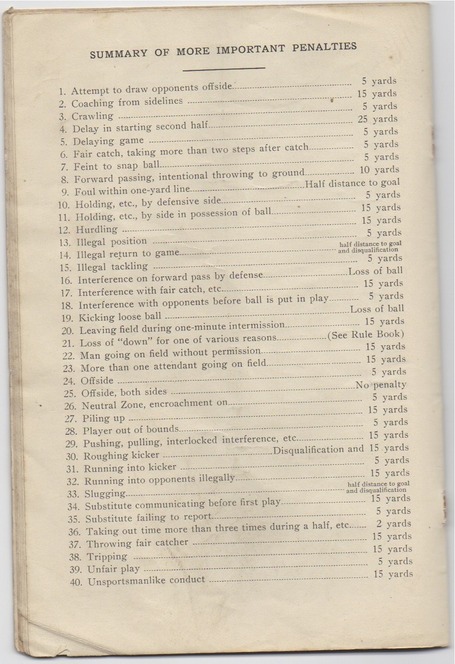 SUMMARY OF MORE IMPORTANT PENALTIES
1. Attempt to draw opponents offside 5 yards
2. Coaching from sidelines 15 yards
3. Crawling 5 yards
4. Delay in starting second half 25 yards
5. Delaying game 5 yards
6. Fair catch, taking more than two steps after catch 5 yards
7. Feint to snap ball 5 yards
8. Forward passing, intentional throwing to ground 10 yards
9. Foul within one-yard line Half distance to goal
10. Holding, etc., by defensive side 5 yards
11. Holding, etc., by side in possession of ball 15 yards
12. Hurdling 15 yards
13. Illegal position 5 yards
14. Illegal return to game half distance to goal and disqualification
15. Illegal tackling 5 yards
16. Interference on forward pass by defense Loss of ball
17. Interference with fair catch, etc. 15 yards
18. Interference with opponents before ball is put in play 5 yards
19. Kicking loose ball Loss of ball
20. Leaving field during one-minute intermission 15 yards
21. Loss of "down" for one of various reasons (See Rule Book)
22. Man going on field without permission 15 yards
23. More than one attendant going on field 15 yards
24. Offside 5 yards
25. Offside, both sides No penalty
26. Neutral Zone, encroachment on 5 yards
27. Piling up 15 yards
28. Player out of bounds 5 yards
29. Pushing, pulling, interlocked interference, etc. 15 yards
30. Roughing kicker Disqualification and 15 yards
31. Running into kicker 5 yards
32. Running into opponents illegally 15 yards
33. Slugging half distance to goal and disqualification
34. Substitute communicating before first play 15 yards
35. Substitute failing to report 5 yards
36. Taking out time more than three times during a half, etc. 2 yards
37. Throwing fair catcher 15 yards
38. Tripping 15 yards
39. Unfair play 5 yards
40. Unsportsmanlike conduct 15 yards